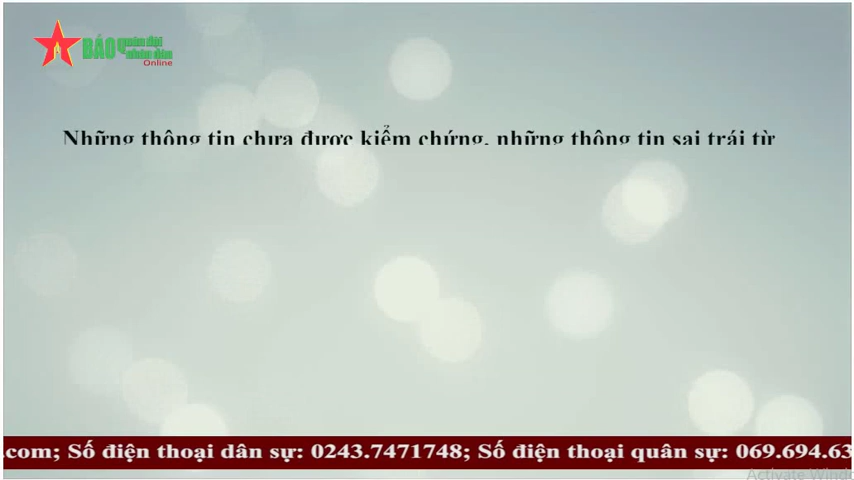 BÁO Quân đội
nhân dân
Online
Những thông tin chưa được kiểm chứng, những thông tin sai trái từ
.com; Số điện thoại dân sự: 0243.7471748; Số điện thoại quân sự: 069.694.63
Activate Windo